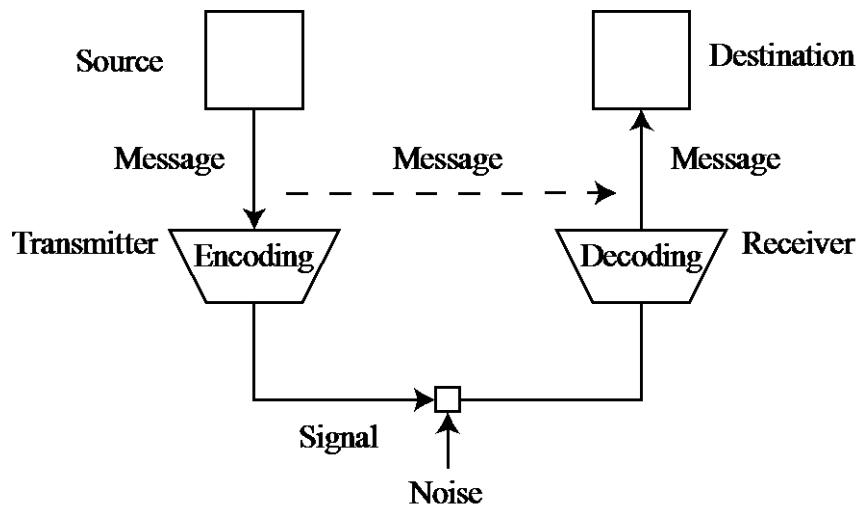 Source
Destination
Message
Message
Message
Transmitter
Encoding
Decoding
Receiver
Signal
Noise